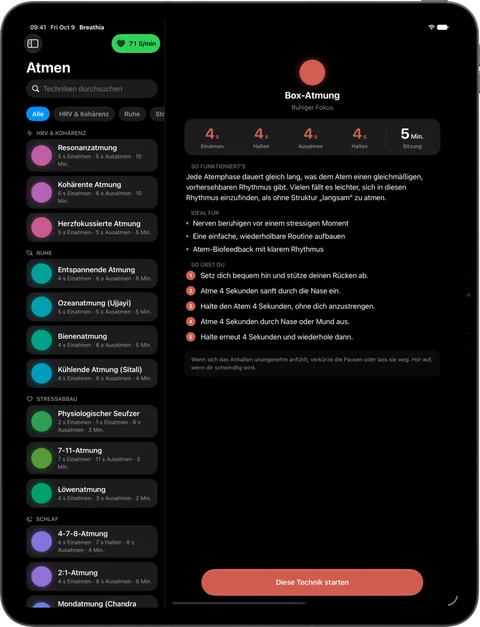 09:41 Fri Oct 9 Breathia
71 S/min
Atmen
Techniken durchsuchen
Alle
HRV & Kohärenz
Ruhe
HRV & KOHÄRENZ
Resonanzatmung
5 s Einatmen · 5 s Ausatmen · 10
Min.
Kohärente Atmung
6 s Einatmen · 6 s Ausatmen · 10
Min.
Herzfokussierte Atmung
5 s Einatmen · 5 s Ausatmen · 5 Min.
RUHE
Entspannende Atmung
4 s Einatmen · 6 s Ausatmen · 6 Min.
Ozeanatmung (Ujjayi)
5 s Einatmen · 5 s Ausatmen · 5 Min.
Bienenatmung
4 s Einatmen · 6 s Ausatmen · 5 Min.
Kühlende Atmung (Sitali)
4 s Einatmen · 6 s Ausatmen · 4 Min.
STRESSABBAU
Physiologischer Seufzer
2 s Einatmen · 1 s Einatmen · 6 s
Ausatmen · 3 Min.
7-11-Atmung
7 s Einatmen · 11 s Ausatmen · 5
Min.
Löwenatmung
4 s Einatmen · 3 s Ausatmen · 2 Min.
SCHLAF
4-7-8-Atmung
4 s Einatmen · 7 s Halten · 8 s
Ausatmen · 4 Min.
2:1-Atmung
4 s Einatmen · 8 s Ausatmen · 6 Min.
Mondatmung (Chandra
Box-Atmung
Ruhiger Fokus
4 s 4 s 4 s 4 s 5 Min.
Einatmen Halten Ausatmen Halten Sitzung
SO FUNKTIONIERT'S
Jede Atemphase dauert gleich lang, was dem Atem einen gleichmäßigen,
vorhersehbaren Rhythmus gibt. Vielen fällt es leichter, sich in diesen
Rhythmus einzufinden, als ohne Struktur „langsam“ zu atmen.
IDEAL FÜR
• Nerven beruhigen vor einem stressigen Moment
• Eine einfache, wiederholbare Routine aufbauen
• Atem-Biofeedback mit klarem Rhythmus
SO ÜBST DU
1 Setz dich bequem hin und stütze deinen Rücken ab.
2 Atme 4 Sekunden sanft durch die Nase ein.
3 Halte den Atem 4 Sekunden, ohne dich anzustrengen.
4 Atme 4 Sekunden durch Nase oder Mund aus.
5 Halte erneut 4 Sekunden und wiederhole dann.
Wenn sich das Anhalten unangenehm anfühlt, verkürze die Pausen oder lass sie weg. Hör auf,
wenn dir schwindlig wird.
Diese Technik starten